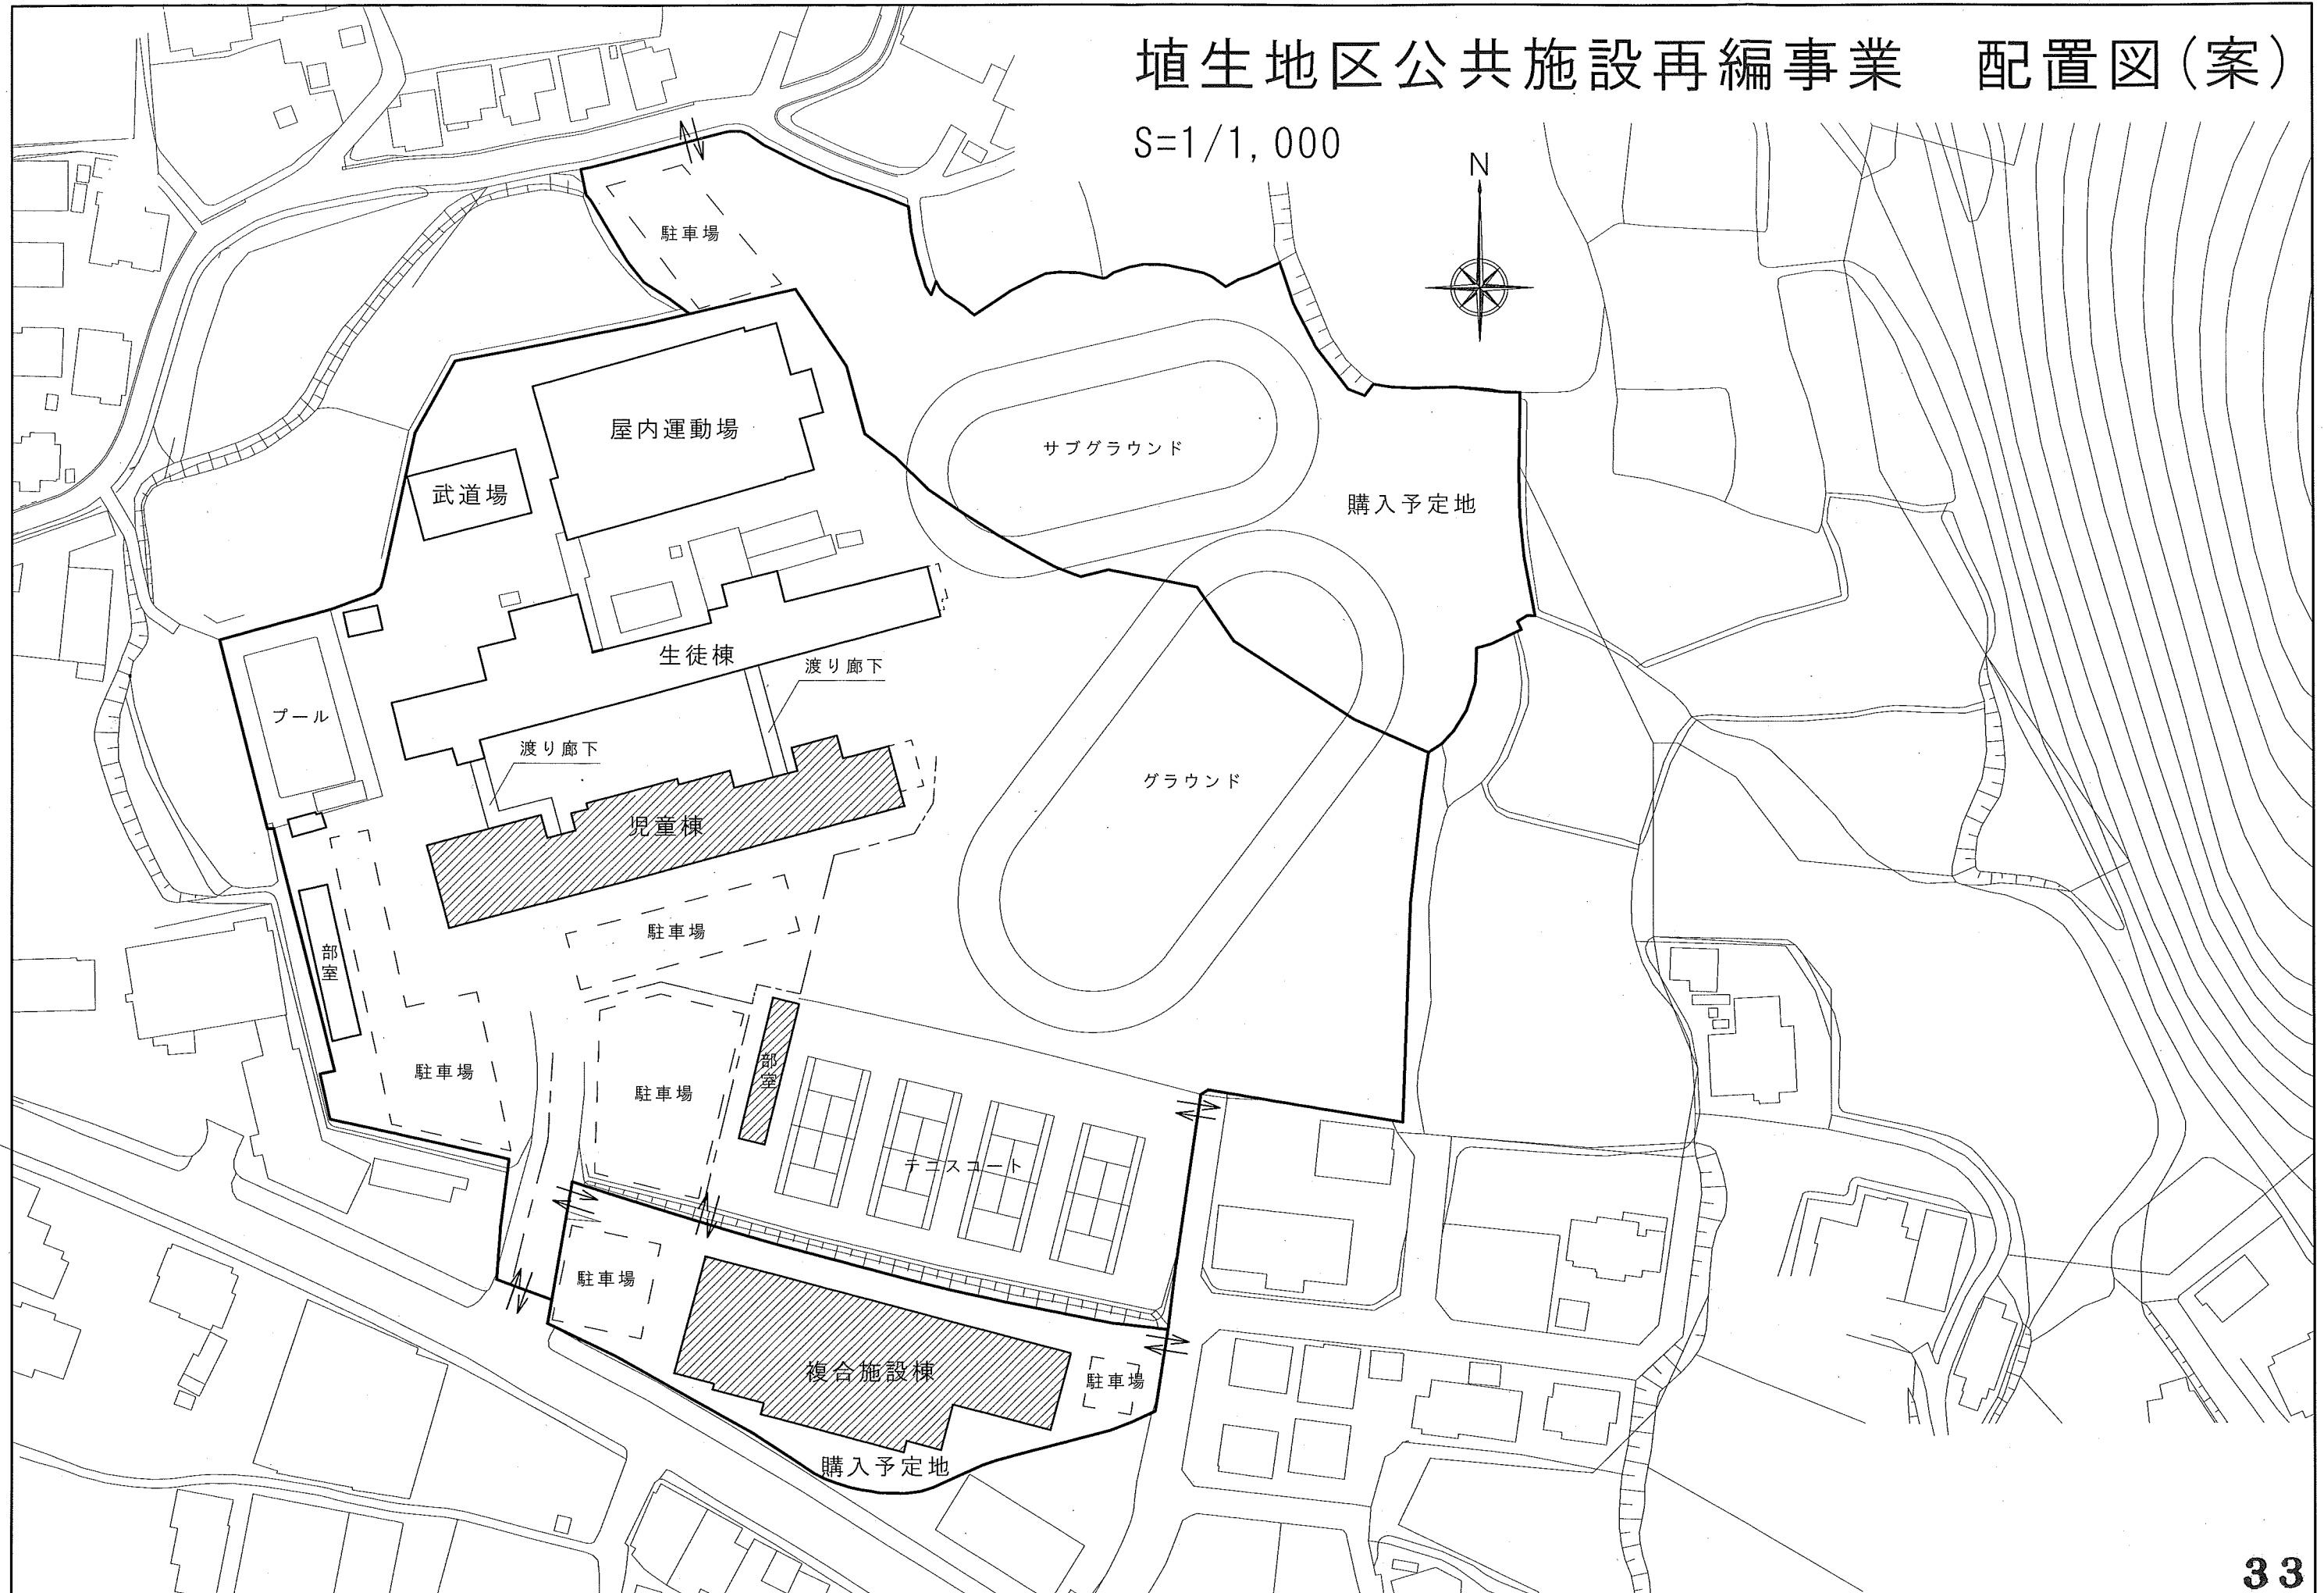 埴生地区公共施設再編事業　配置図(案)
S=1/1,000
N
駐車場
屋内運動場
サブグラウンド
武道場
購入予定地
生徒棟
渡り廊下
プール
渡り廊下
グラウンド
児童棟
駐車場
部室
駐車場
駐車場
部室
テニスコート
駐車場
複合施設棟
駐車場
購入予定地
33